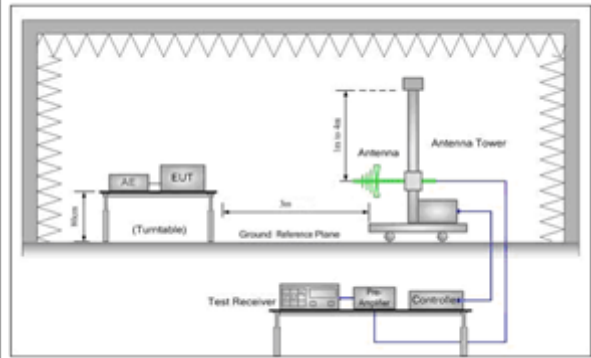 1m to 4m
Antenna
Antenna Tower
AE
EUT
80cm
3m
(Turntable)
Ground Reference Plane
Test Receiver
Pre-
Amplifier
Controller